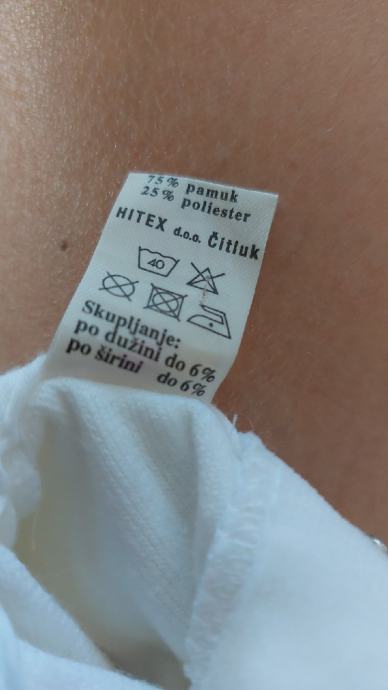 75% pamuk
25% poliester
HITEX d.o.o. Čitluk
40
Skupljanje:
po dužini do 6%
po širini do 6%